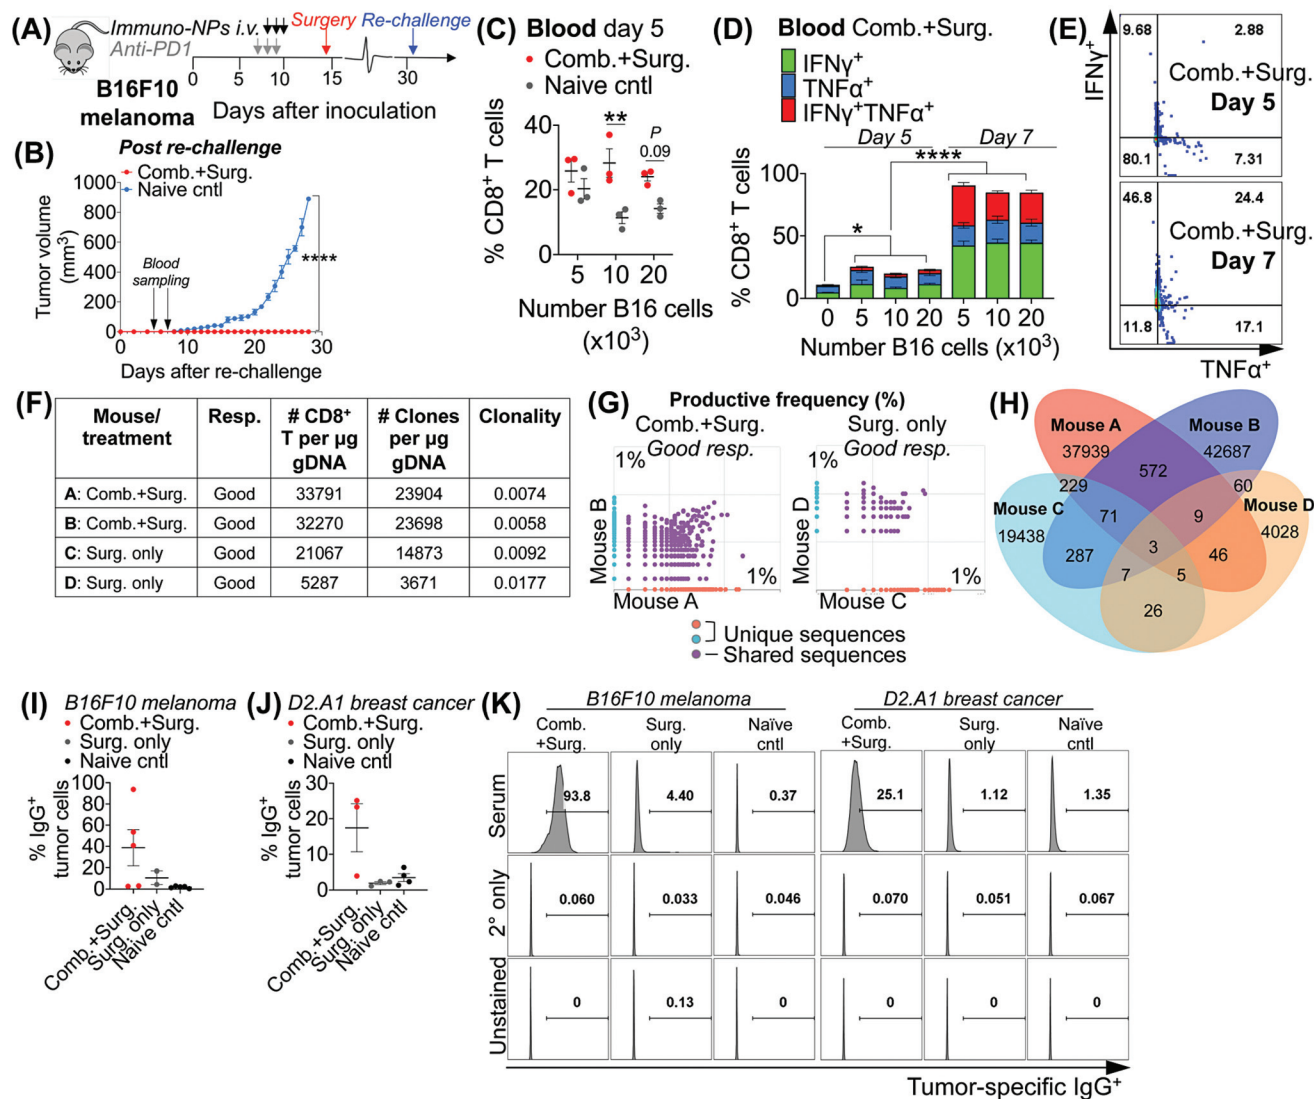 (A)
Immuno-NPs i.v.
Anti-PD1
Surgery
Re-challenge
0 5 10 15 30
B16F10
melanoma
Days after inoculation
(B)
Post re-challenge
Comb.+Surg.
Naive cntl
Tumor volume
(mm³)
1000
800
600
400
200
0
Blood
sampling
****
0 10 20 30
Days after re-challenge
(C) Blood day 5
Comb.+Surg.
Naive cntl
% CD8⁺ T cells
40
20
0
**
P
0.09
5 10 20
Number B16 cells
(x10³)
(D) Blood Comb.+Surg.
IFNγ⁺
TNFα⁺
IFNγ⁺TNFα⁺
Day 5 Day 7
% CD8⁺ T cells
100
50
0
*
****
0 5 10 20 5 10 20
Number B16 cells (x10³)
(E)
IFNγ⁺
9.68 2.88
Comb.+Surg.
Day 5
80.1 7.31
46.8 24.4
Comb.+Surg.
Day 7
11.8 17.1
TNFα⁺
(F)
Mouse/
treatment
Resp.
# CD8⁺
T per µg
gDNA
# Clones
per µg
gDNA
Clonality
A: Comb.+Surg. Good 33791 23904 0.0074
B: Comb.+Surg. Good 32270 23698 0.0058
C: Surg. only Good 21067 14873 0.0092
D: Surg. only Good 5287 3671 0.0177
(G)
Productive frequency (%)
Comb.+Surg.
Good resp.
Surg. only
Good resp.
1%
1%
Mouse B
Mouse A
1%
1%
Mouse D
Mouse C
Unique sequences
Shared sequences
(H)
Mouse A
37939
Mouse B
42687
Mouse C
19438
Mouse D
4028
572
229
60
71
9
287
3
46
7
5
26
(I) B16F10 melanoma
Comb.+Surg.
Surg. only
Naive cntl
% IgG⁺
tumor cells
100
80
60
40
20
0
Comb.+Surg.
Surg. only
Naive cntl
(J) D2.A1 breast cancer
Comb.+Surg.
Surg. only
Naive cntl
% IgG⁺
tumor cells
30
20
10
0
Comb.+Surg.
Surg. only
Naive cntl
(K) B16F10 melanoma D2.A1 breast cancer
Comb.
+Surg.
Surg.
only
Naïve
cntl
Comb.
+Surg.
Surg.
only
Naïve
cntl
Serum
93.8 4.40 0.37 25.1 1.12 1.35
2° only
0.060 0.033 0.046 0.070 0.051 0.067
Unstained
0 0.13 0 0 0 0
Tumor-specific IgG⁺